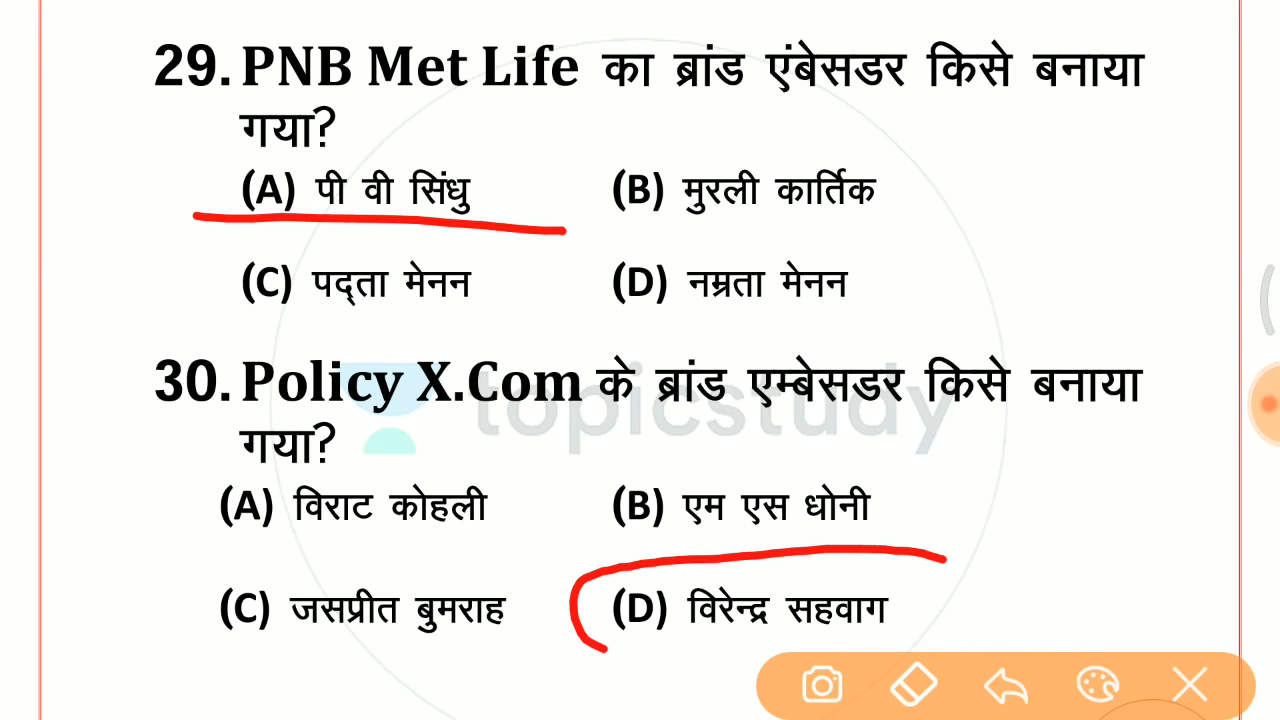 29. PNB Met Life का ब्रांड एंबेसडर किसे बनाया
गया?
(A) पी वी सिंधु (B) मुरली कार्तिक
(C) पद्ता मेनन (D) नम्रता मेनन
30. Policy X.Com के ब्रांड एम्बेसडर किसे बनाया
गया?
topicstudy
(A) विराट कोहली (B) एम एस धोनी
(C) जसप्रीत बुमराह (D) विरेन्द्र सहवाग